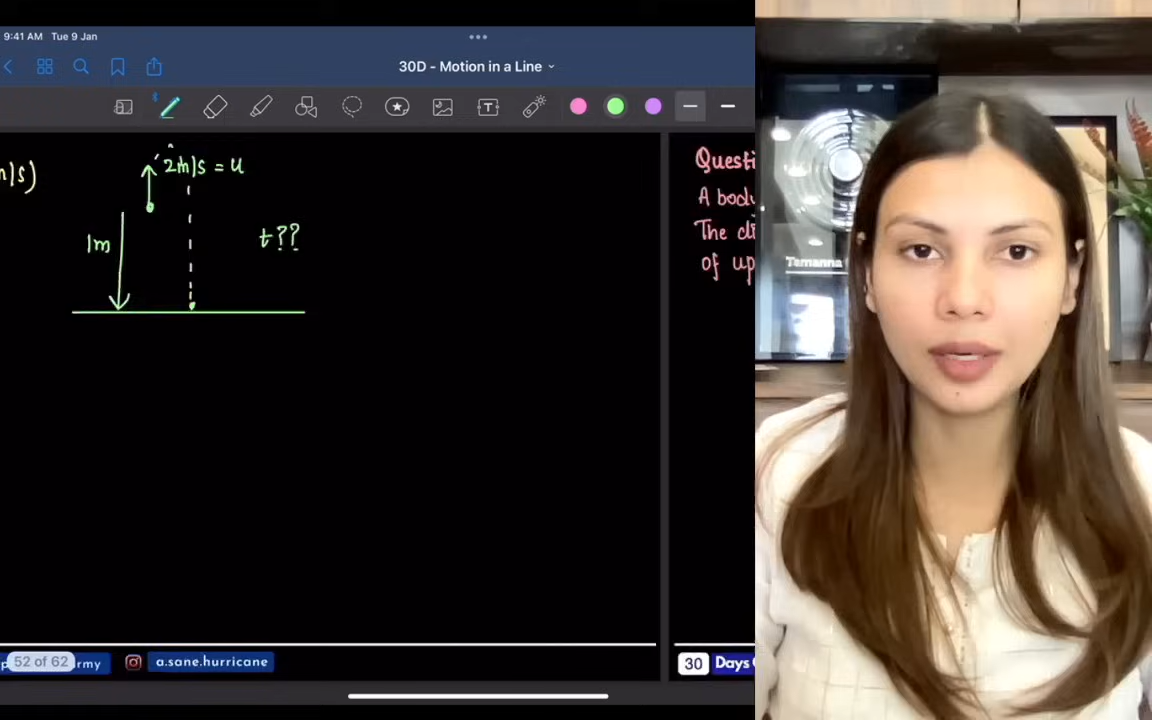 9:41 AM Tue 9 Jan
30D - Motion in a Line
2m/s = u
1m
t??
Questi
A body
The di
of up
52 of 62
rmy
a.sane.hurricane
30 Days